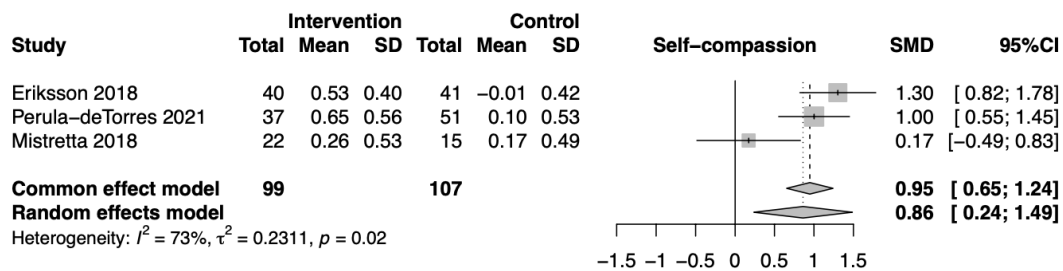 Intervention Control
Study Total Mean SD Total Mean SD Self−compassion SMD 95%CI
Eriksson 2018 40 0.53 0.40 41 −0.01 0.42 1.30 [ 0.82; 1.78]
Perula−deTorres 2021 37 0.65 0.56 51 0.10 0.53 1.00 [ 0.55; 1.45]
Mistretta 2018 22 0.26 0.53 15 0.17 0.49 0.17 [−0.49; 0.83]
Common effect model 99 107 0.95 [ 0.65; 1.24]
Random effects model 0.86 [ 0.24; 1.49]
Heterogeneity: I² = 73%, τ² = 0.2311, p = 0.02
−1.5 −1 −0.5 0 0.5 1 1.5